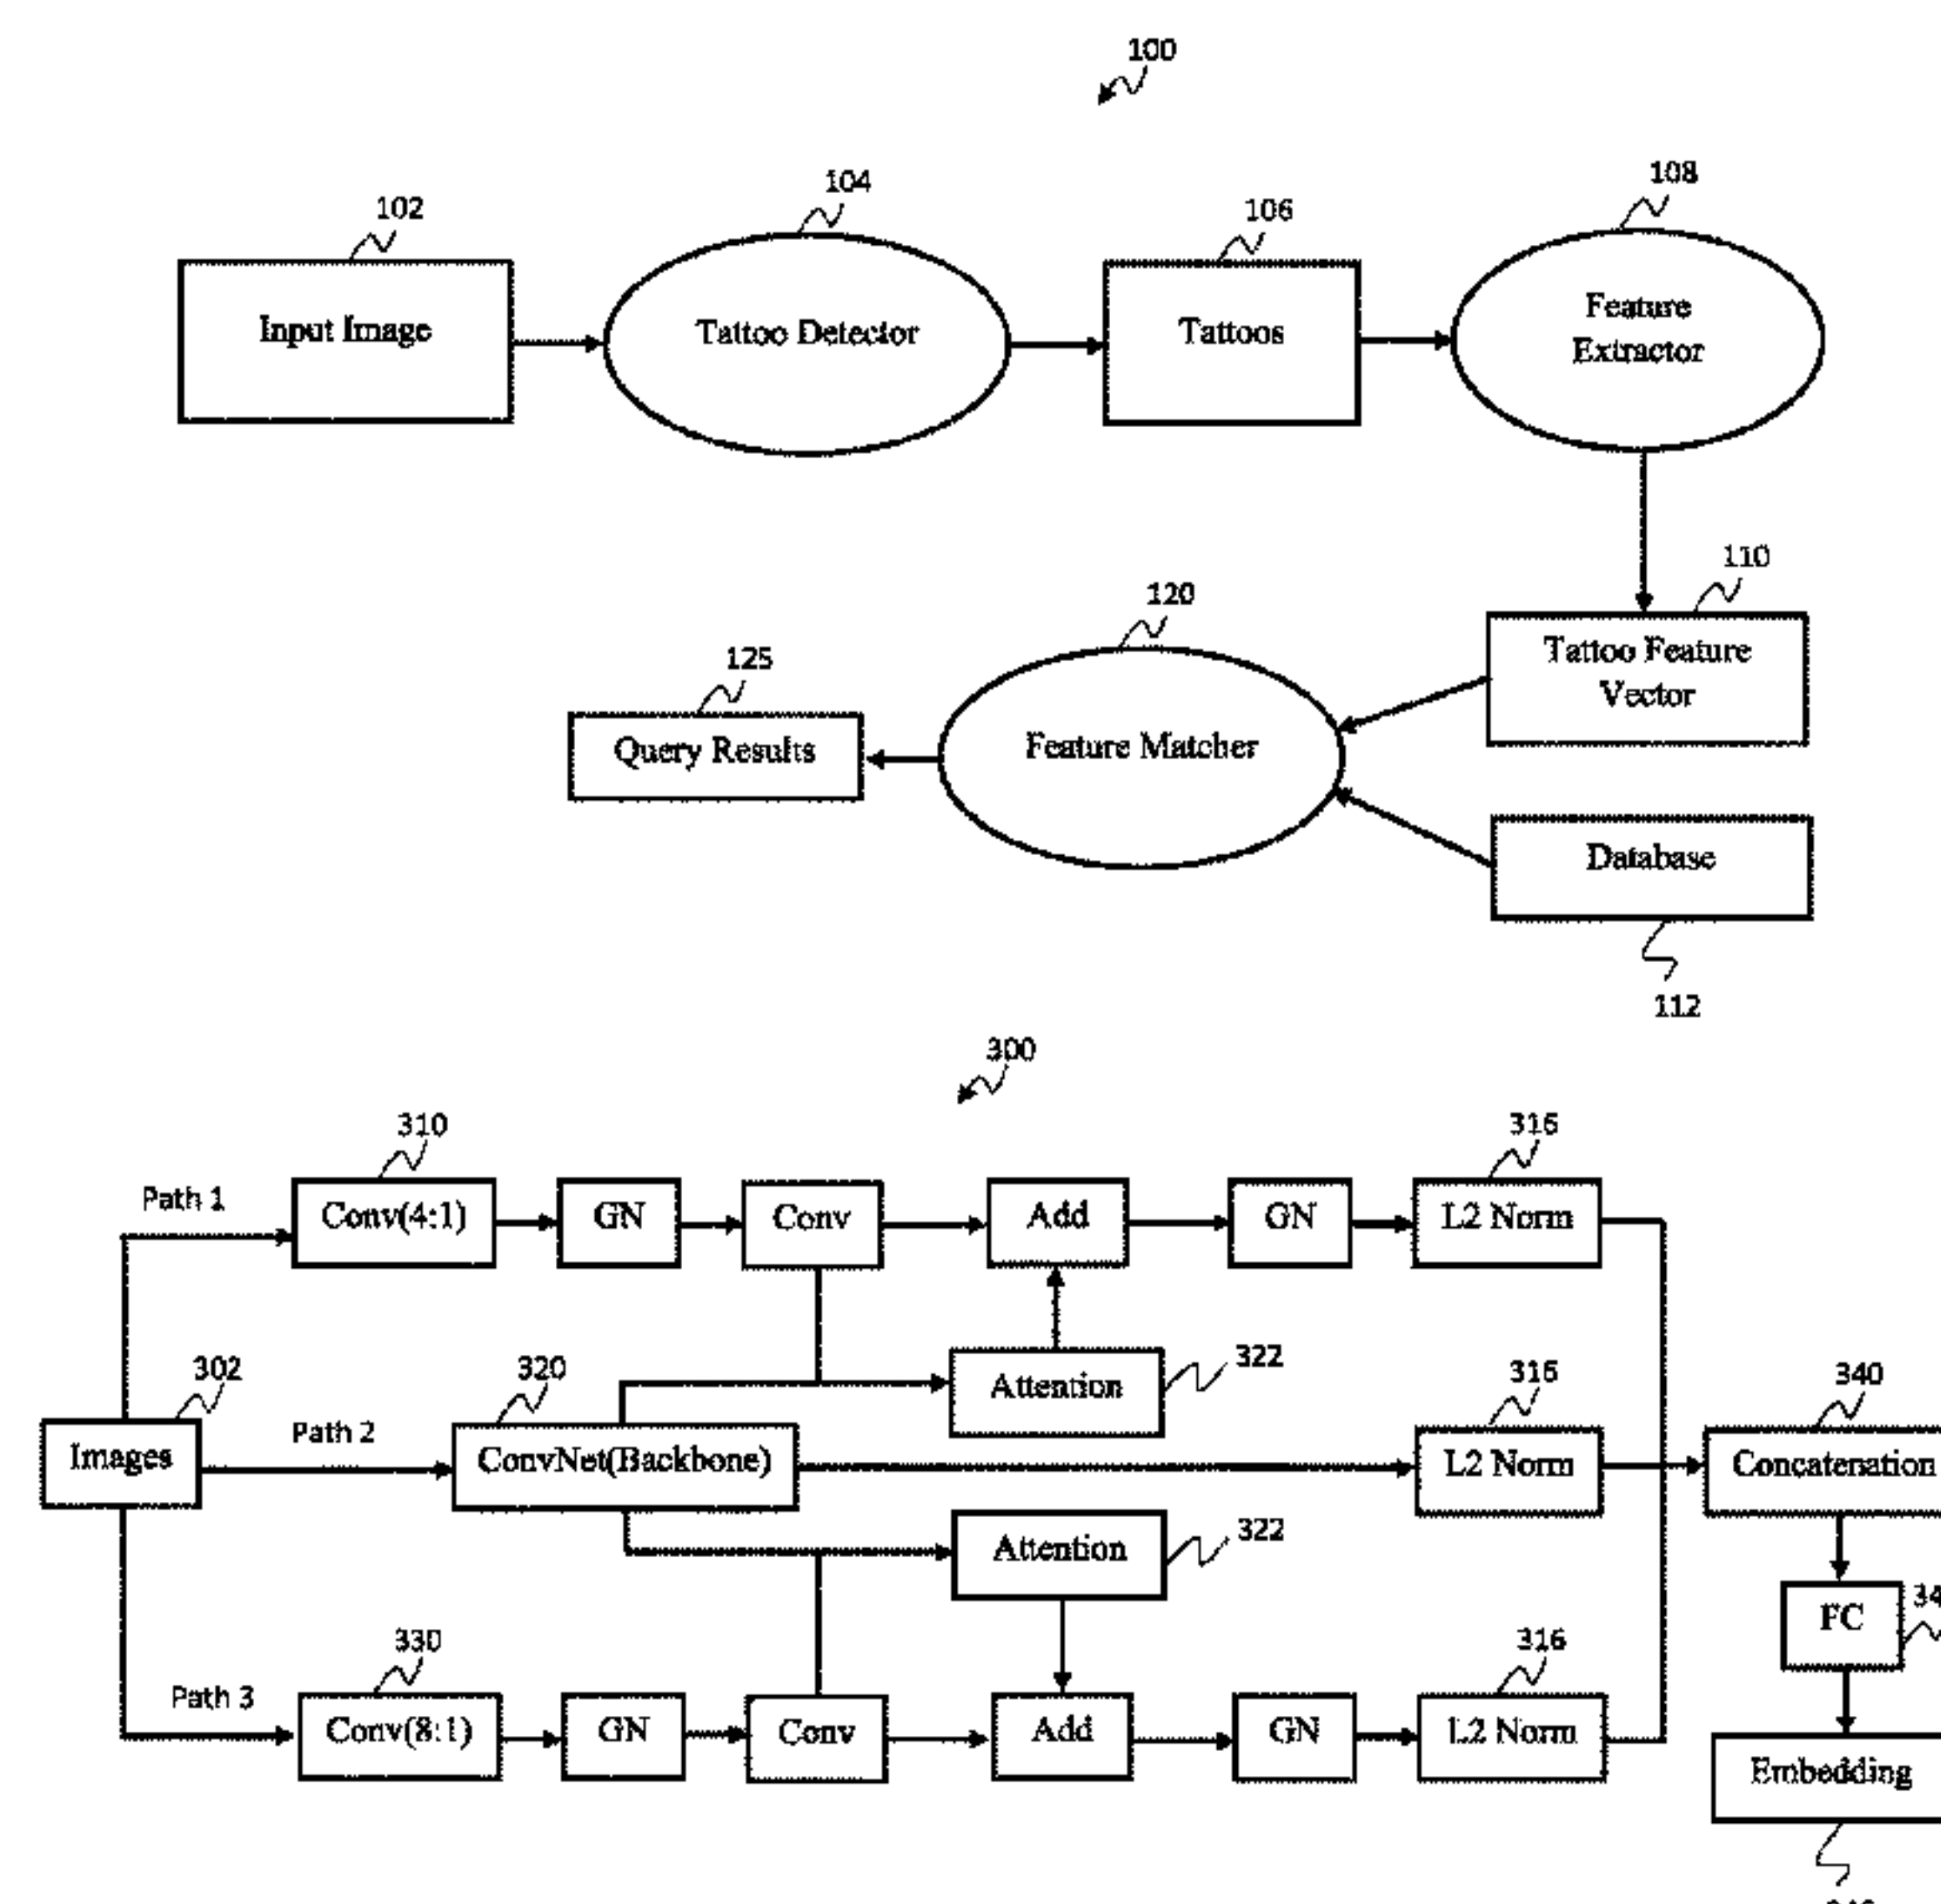 100
102
104
106
108
Input Image
Tattoo Detector
Tattoos
Feature
Extractor
110
120
125
Tattoo Feature
Vector
Query Results
Feature Matcher
Database
112
300
310
316
Path 1
Conv(4:1)
GN
Conv
Add
GN
L2 Norm
302
320
322
316
340
Images
Path 2
ConvNet(Backbone)
Attention
L2 Norm
Concatenation
Attention
322
FC
330
316
Path 3
Conv(8:1)
GN
Conv
Add
GN
L2 Norm
Embedding